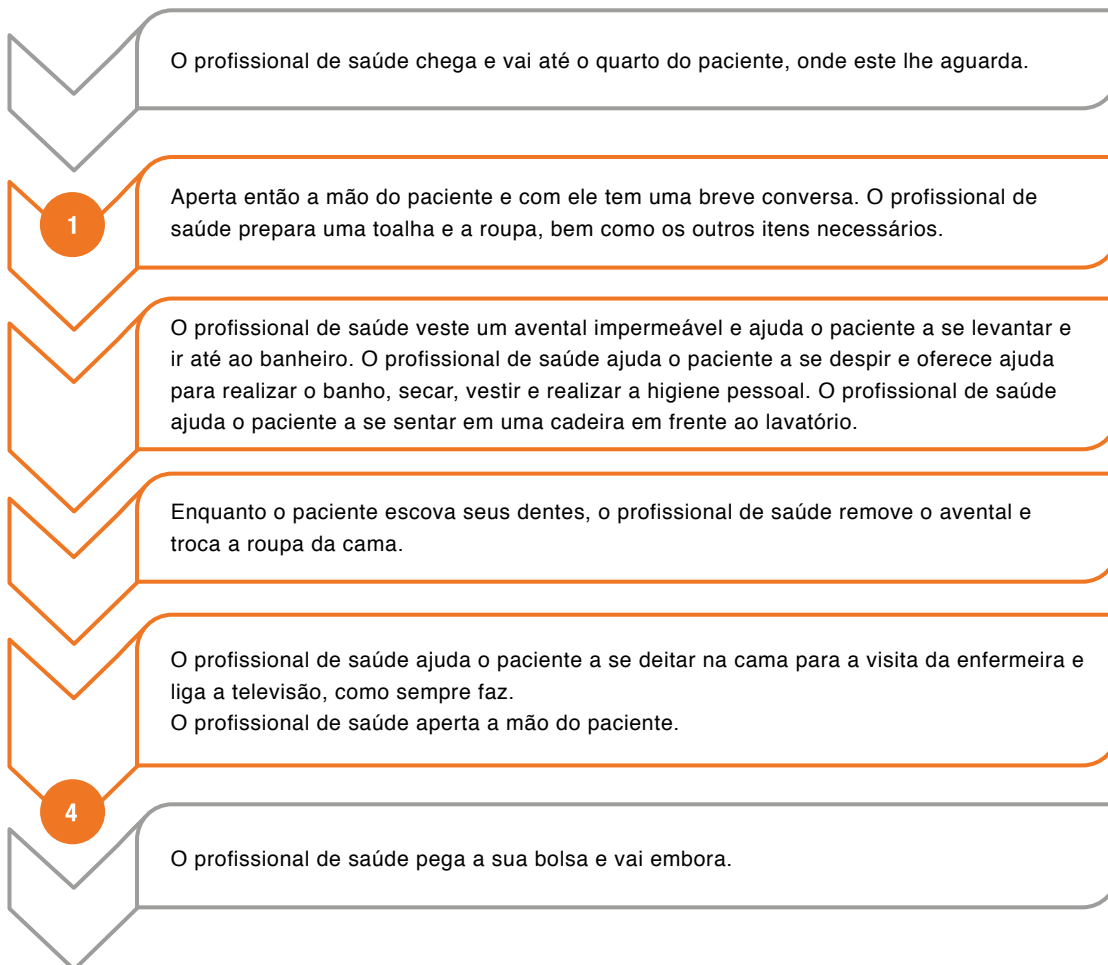 O profissional de saúde chega e vai até o quarto do paciente, onde este lhe aguarda.
1
Aperta então a mão do paciente e com ele tem uma breve conversa. O profissional de
saúde prepara uma toalha e a roupa, bem como os outros itens necessários.
O profissional de saúde veste um avental impermeável e ajuda o paciente a se levantar e
ir até ao banheiro. O profissional de saúde ajuda o paciente a se despir e oferece ajuda
para realizar o banho, secar, vestir e realizar a higiene pessoal. O profissional de saúde
ajuda o paciente a se sentar em uma cadeira em frente ao lavatório.
Enquanto o paciente escova seus dentes, o profissional de saúde remove o avental e
troca a roupa da cama.
O profissional de saúde ajuda o paciente a se deitar na cama para a visita da enfermeira e
liga a televisão, como sempre faz.
O profissional de saúde aperta a mão do paciente.
4
O profissional de saúde pega a sua bolsa e vai embora.